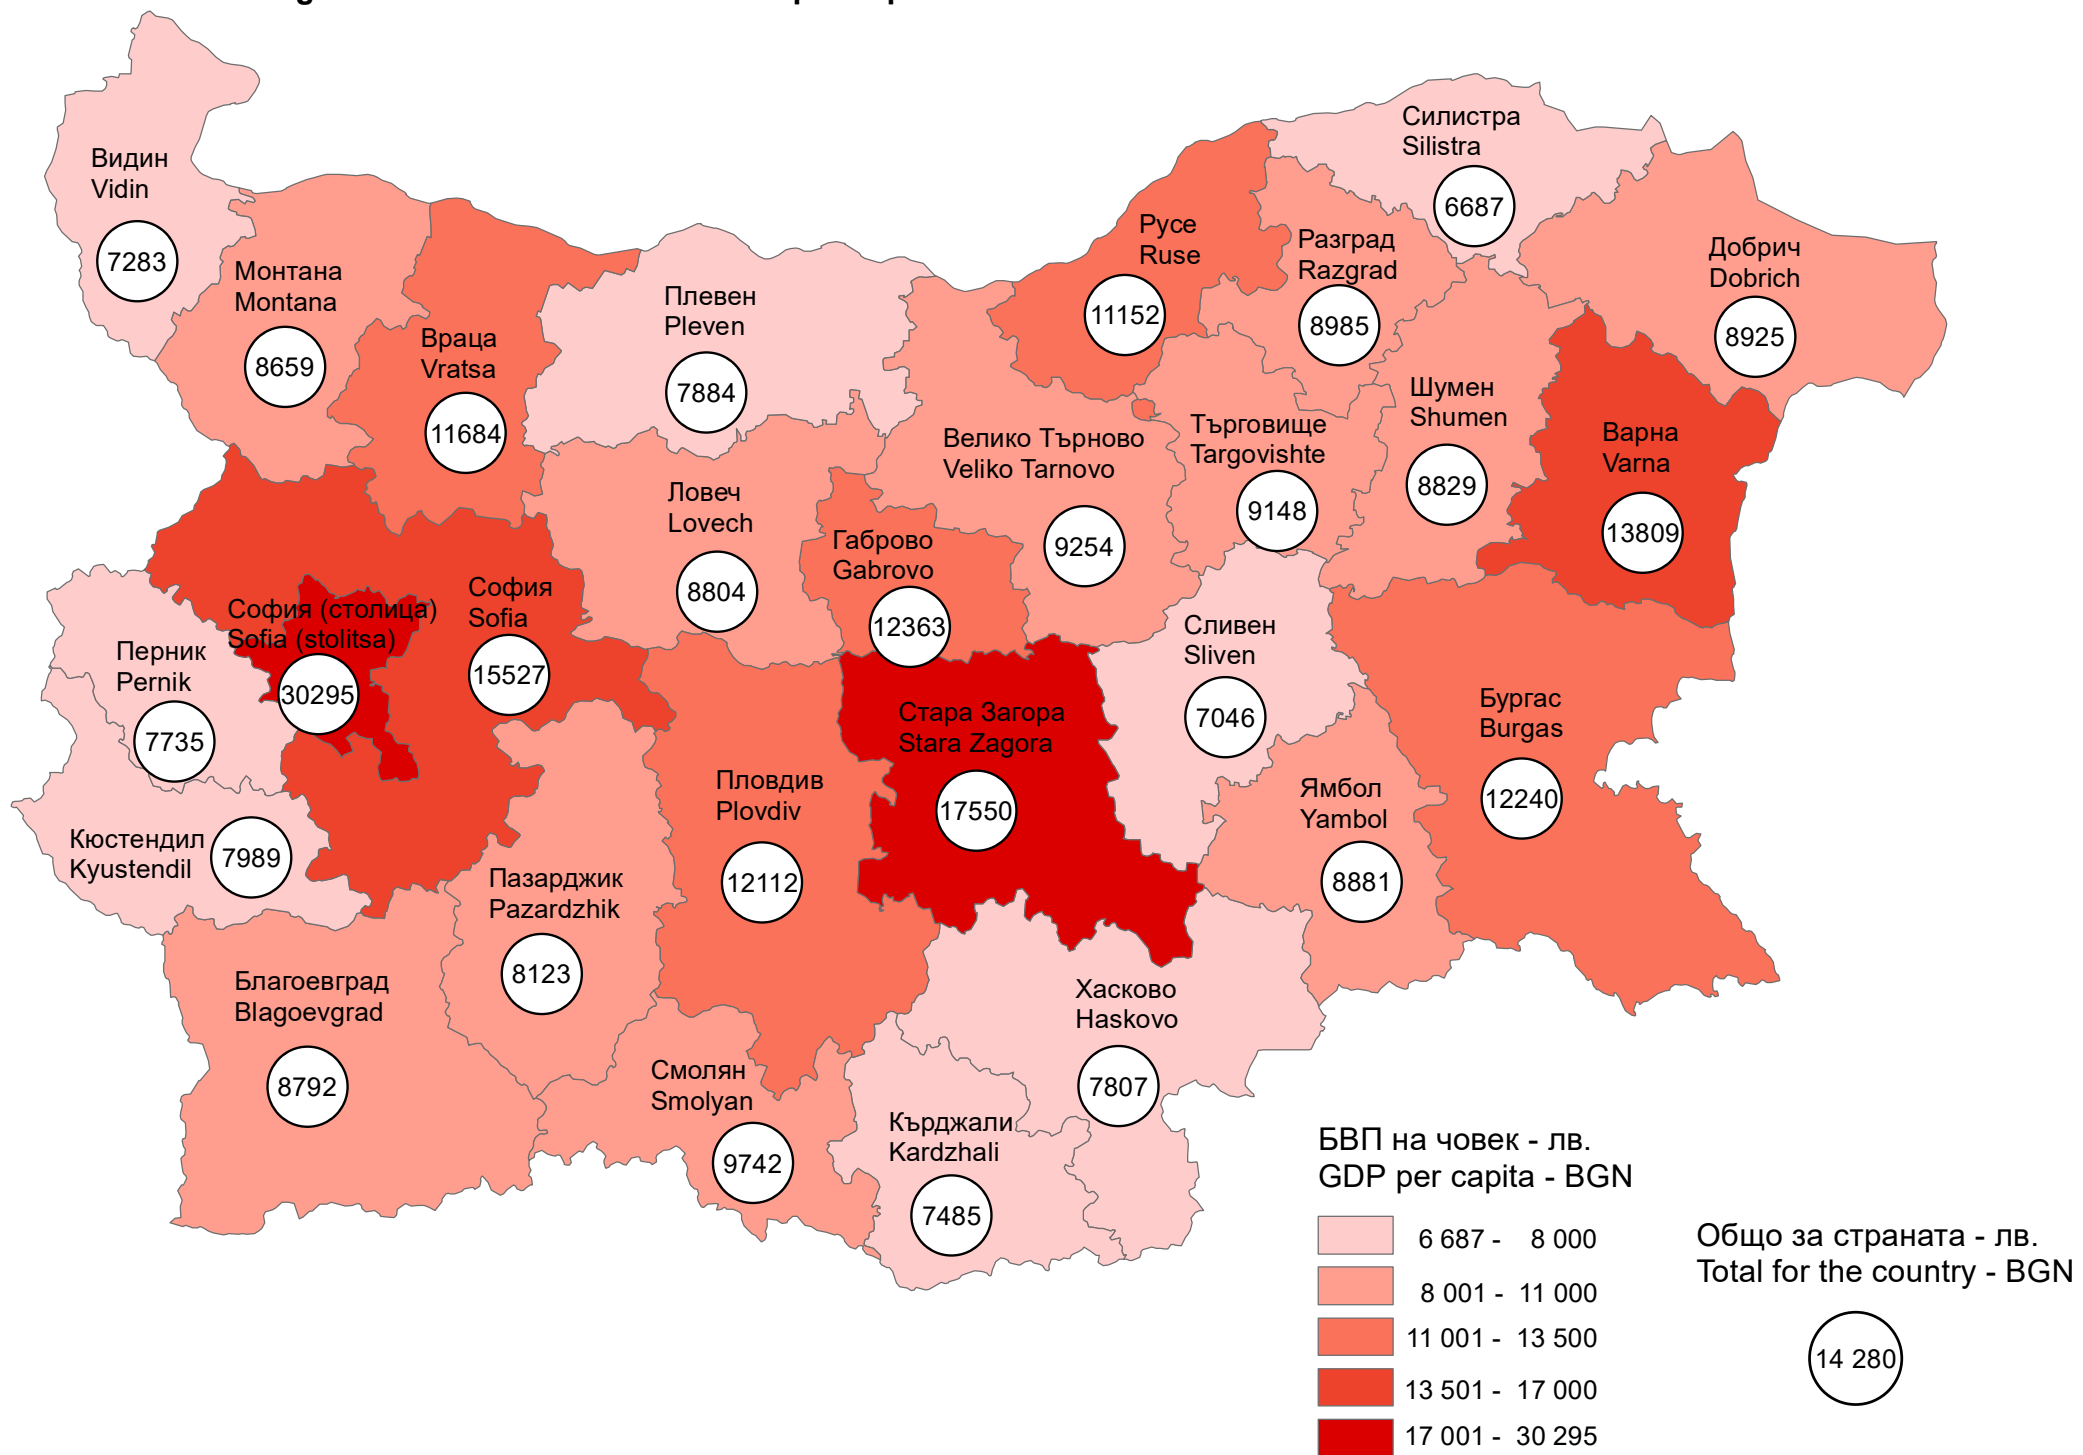 Видин
Vidin
7283
Монтана
Montana
8659
Враца
Vratsa
11684
Плевен
Pleven
7884
Русе
Ruse
11152
Силистра
Silistra
6687
Разград
Razgrad
8985
Добрич
Dobrich
8925
Шумен
Shumen
8829
Варна
Varna
13809
Търговище
Targovishte
9148
Велико Търново
Veliko Tarnovo
9254
Ловеч
Lovech
8804
Габрово
Gabrovo
12363
София (столица)
Sofia (stolitsa)
30295
София
Sofia
15527
Перник
Pernik
7735
Кюстендил
Kyustendil
7989
Сливен
Sliven
7046
Стара Загора
Stara Zagora
17550
Бургас
Burgas
12240
Ямбол
Yambol
8881
Пловдив
Plovdiv
12112
Пазарджик
Pazardzhik
8123
Благоевград
Blagoevgrad
8792
Смолян
Smolyan
9742
Хасково
Haskovo
7807
Кърджали
Kardzhali
7485
БВП на човек - лв.
GDP per capita - BGN
6 687 - 8 000
8 001 - 11 000
11 001 - 13 500
13 501 - 17 000
17 001 - 30 295
Общо за страната - лв.
Total for the country - BGN
14 280